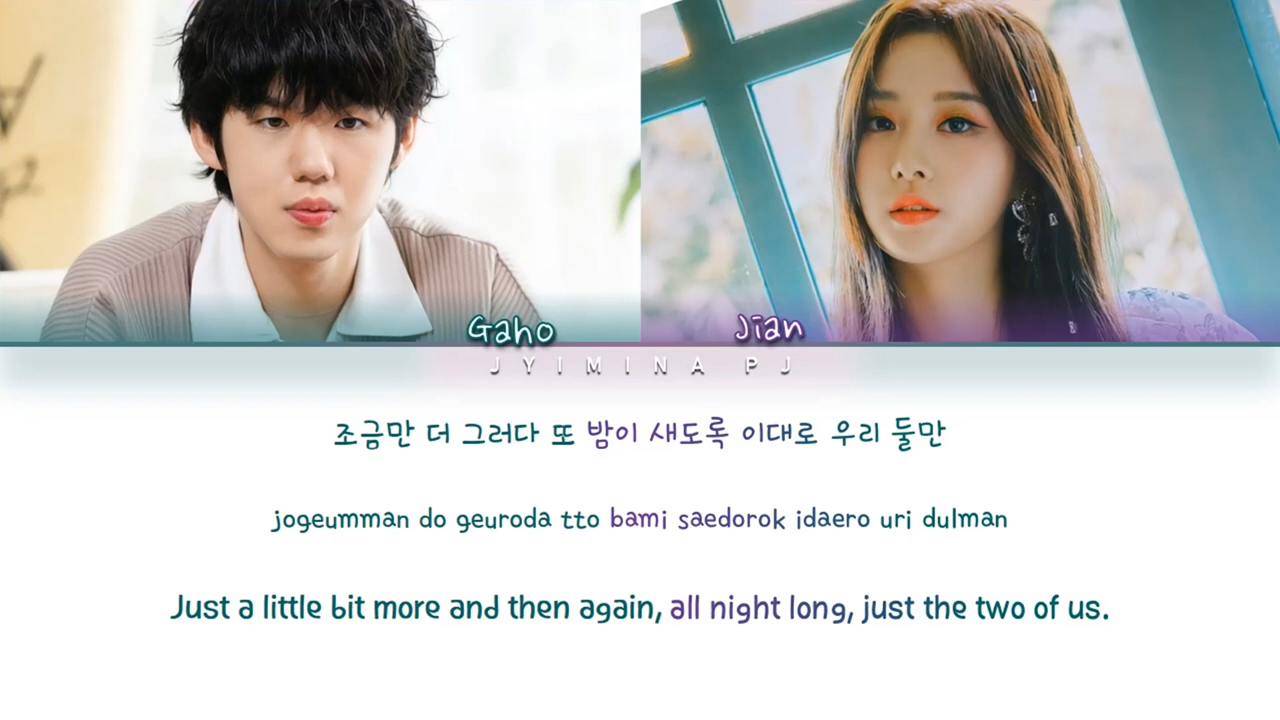 Gaho
Jian
JYIMINA PJ
조금만 더 그러다 또 밤이 새도록 이대로 우리 둘만
jogeumman do geuroda tto bami saedorok idaero uri dulman
Just a little bit more and then again, all night long, just the two of us.